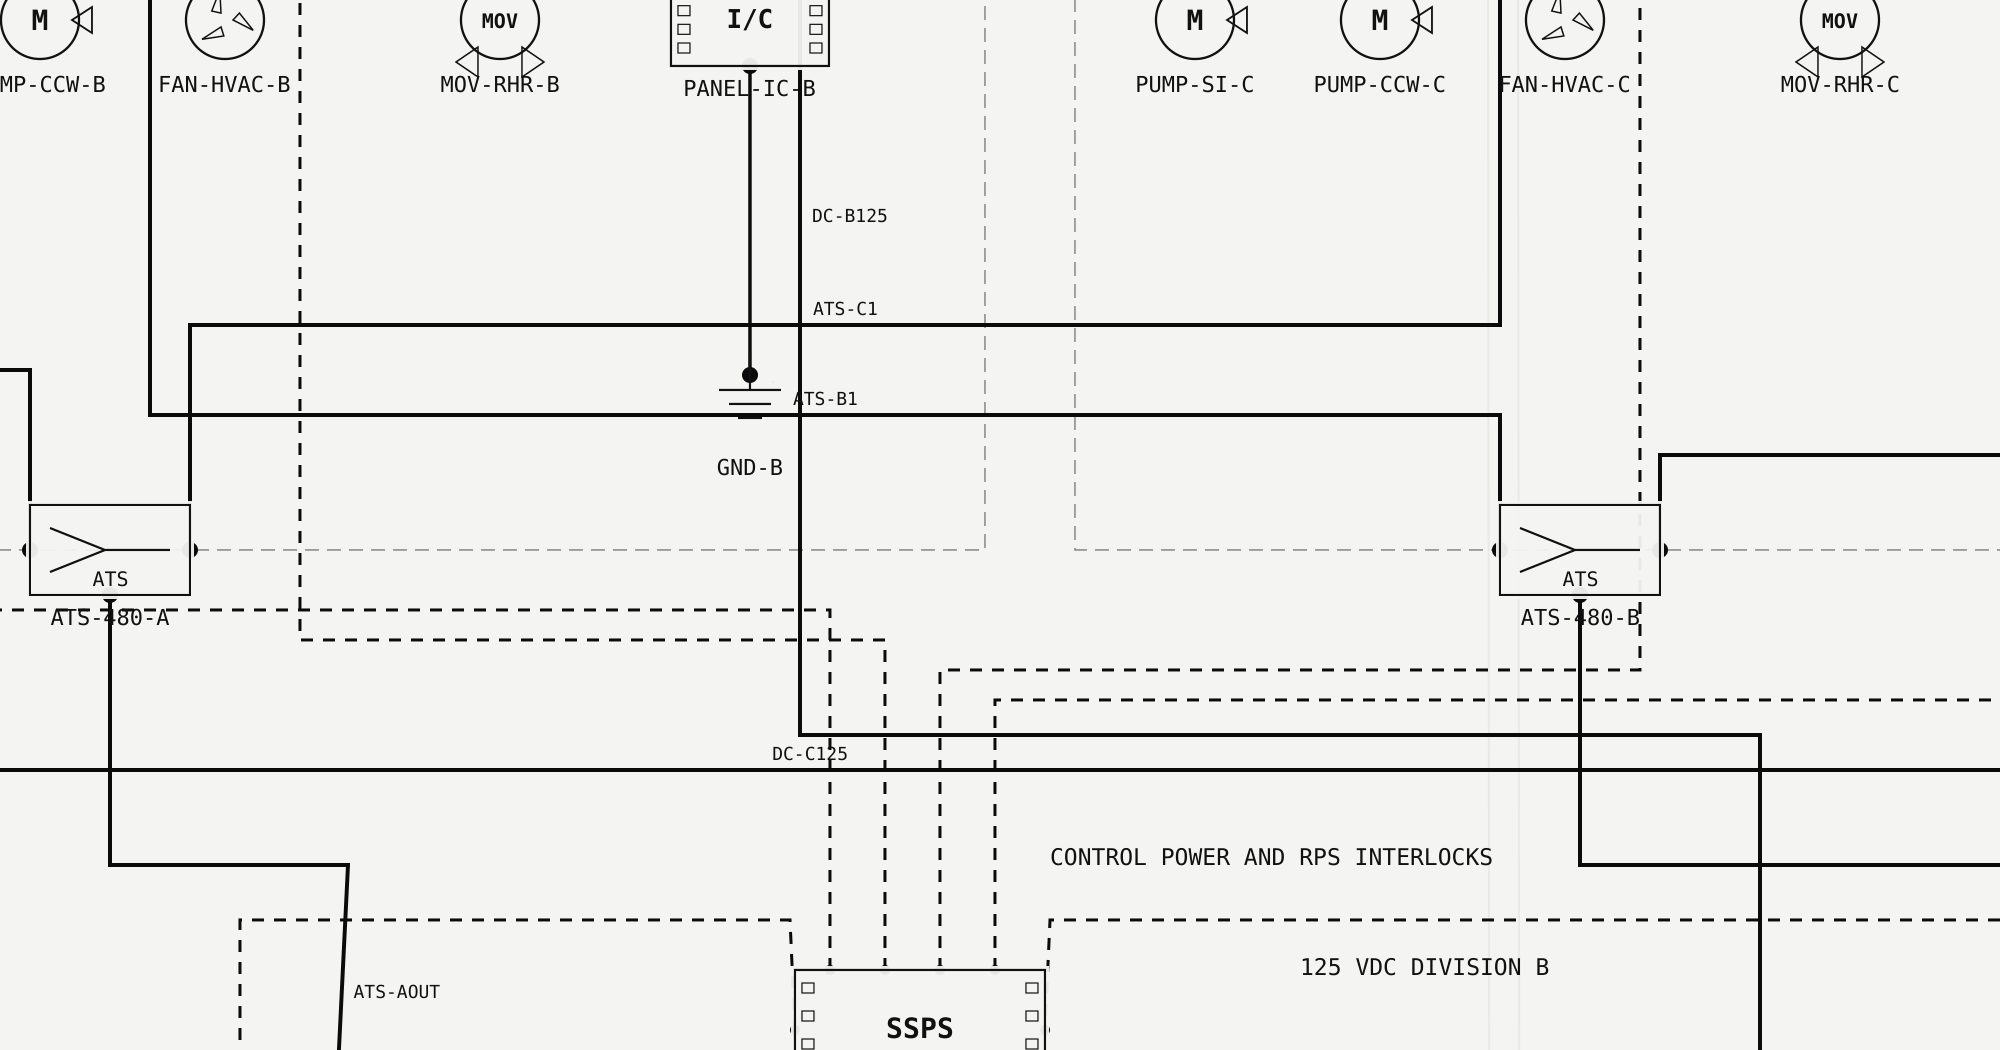 M
MOV
I/C
M
M
MOV
MP-CCW-B
FAN-HVAC-B
MOV-RHR-B
PANEL-IC-B
PUMP-SI-C
PUMP-CCW-C
FAN-HVAC-C
MOV-RHR-C
DC-B125
ATS-C1
ATS-B1
GND-B
ATS
ATS-480-A
ATS
ATS-480-B
DC-C125
CONTROL POWER AND RPS INTERLOCKS
125 VDC DIVISION B
ATS-AOUT
SSPS